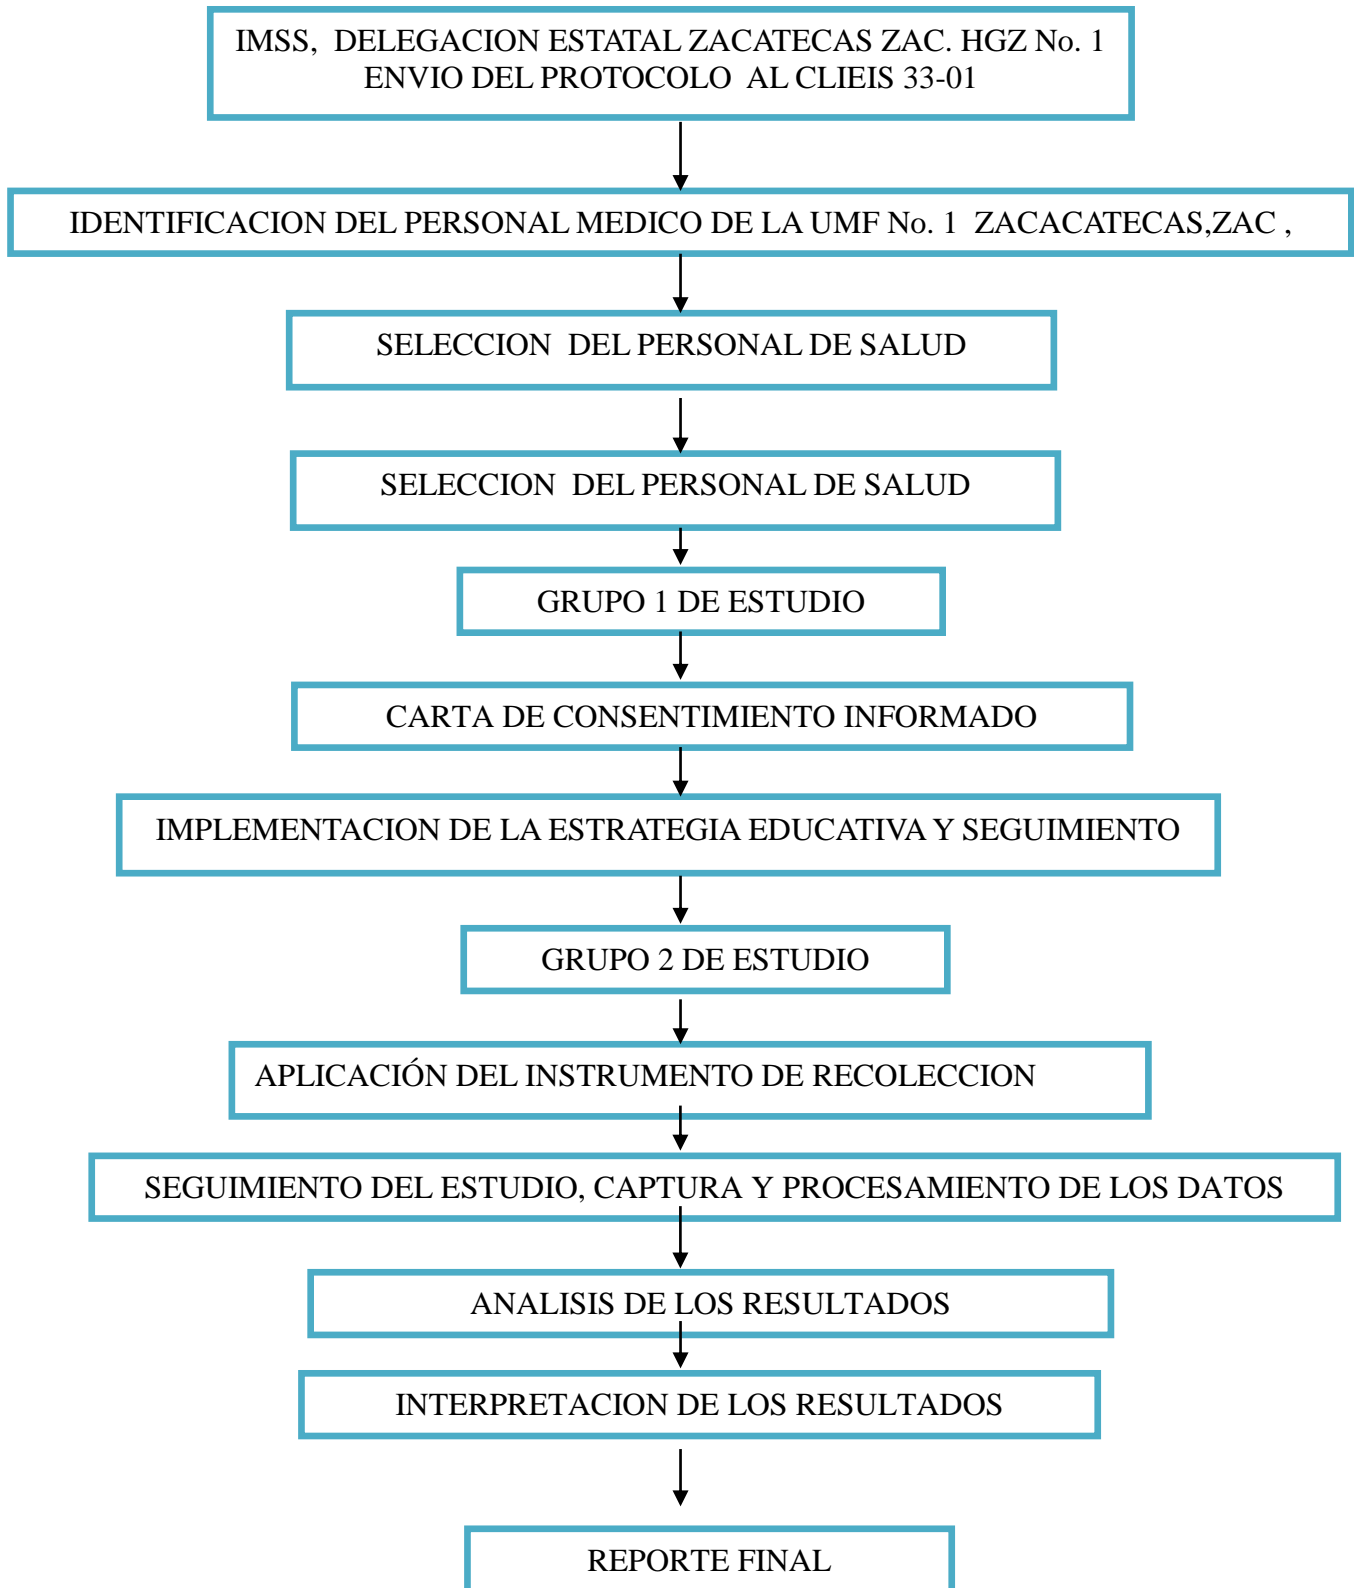 IMSS, DELEGACION ESTATAL ZACATECAS ZAC. HGZ No. 1
ENVIO DEL PROTOCOLO AL CLIEIS 33-01
IDENTIFICACION DEL PERSONAL MEDICO DE LA UMF No. 1 ZACACATECAS,ZAC ,
SELECCION DEL PERSONAL DE SALUD
SELECCION DEL PERSONAL DE SALUD
GRUPO 1 DE ESTUDIO
CARTA DE CONSENTIMIENTO INFORMADO
IMPLEMENTACION DE LA ESTRATEGIA EDUCATIVA Y SEGUIMIENTO
GRUPO 2 DE ESTUDIO
APLICACIÓN DEL INSTRUMENTO DE RECOLECCION
SEGUIMIENTO DEL ESTUDIO, CAPTURA Y PROCESAMIENTO DE LOS DATOS
ANALISIS DE LOS RESULTADOS
INTERPRETACION DE LOS RESULTADOS
REPORTE FINAL